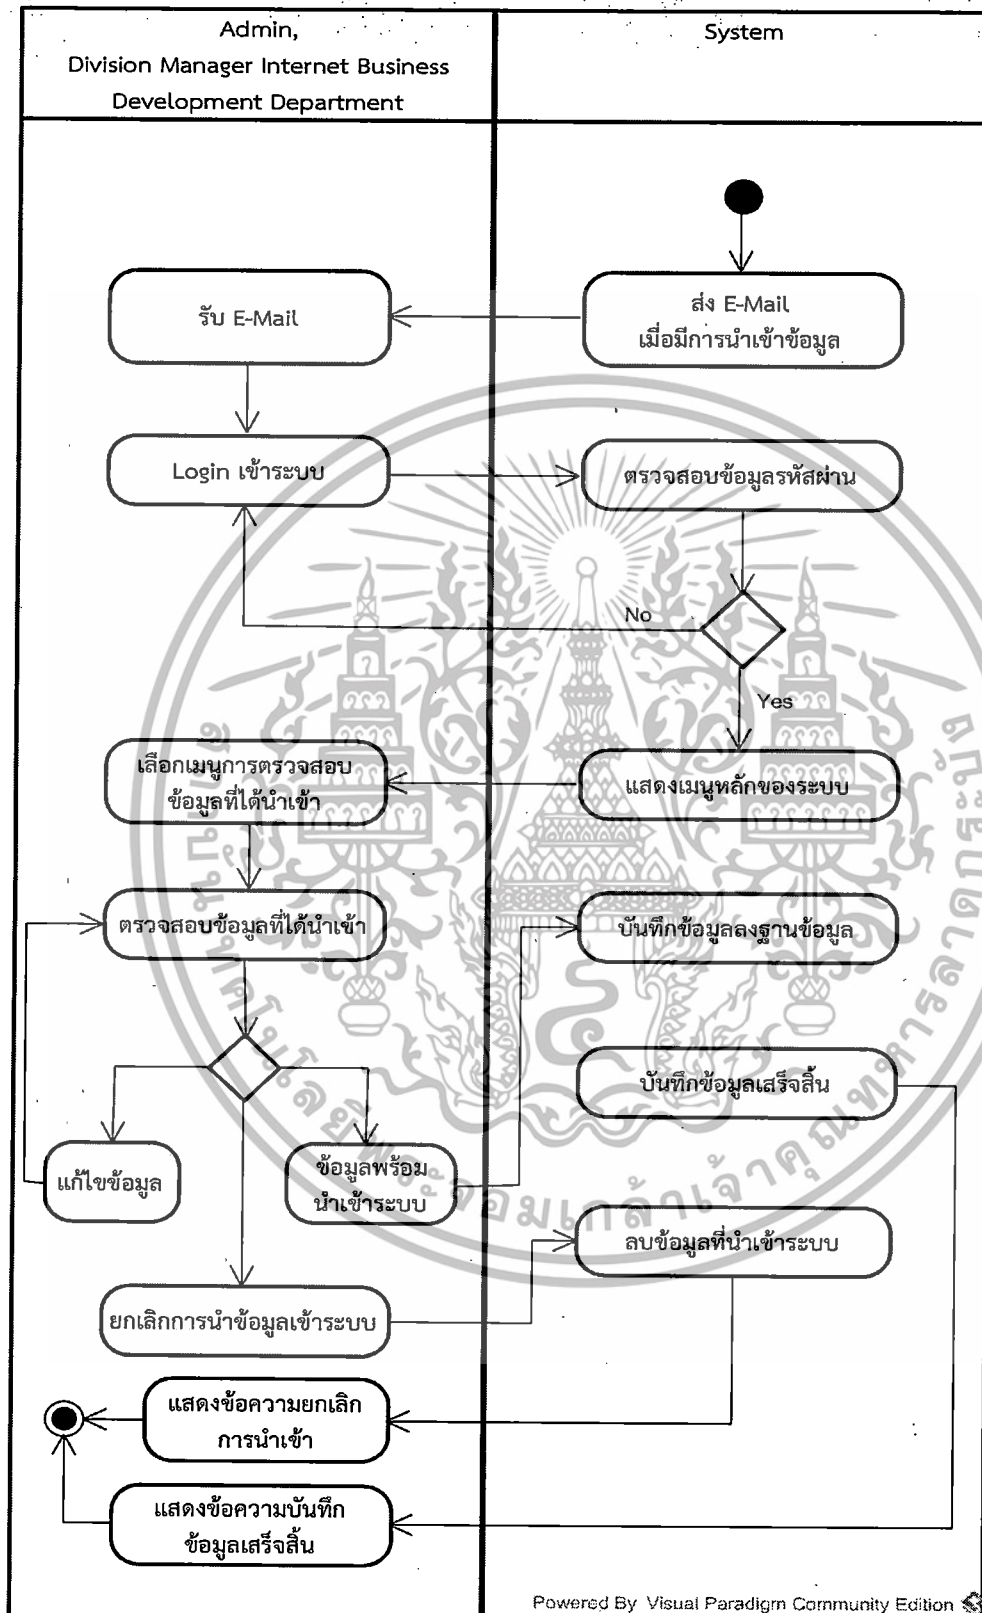 Admin,
Division Manager Internet Business
Development Department
System
ส่ง E-Mail
เมื่อมีการนำเข้าข้อมูล
รับ E-Mail
Login เข้าระบบ
ตรวจสอบข้อมูลรหัสผ่าน
No
Yes
แสดงเมนูหลักของระบบ
เลือกเมนูการตรวจสอบ
ข้อมูลที่ได้นำเข้า
ตรวจสอบข้อมูลที่ได้นำเข้า
บันทึกข้อมูลลงฐานข้อมูล
บันทึกข้อมูลเสร็จสิ้น
แก้ไขข้อมูล
ข้อมูลพร้อม
นำเข้าระบบ
ลบข้อมูลที่นำเข้าระบบ
ยกเลิกการนำข้อมูลเข้าระบบ
แสดงข้อความยกเลิก
การนำเข้า
แสดงข้อความบันทึก
ข้อมูลเสร็จสิ้น
Powered By Visual Paradigm Community Edition